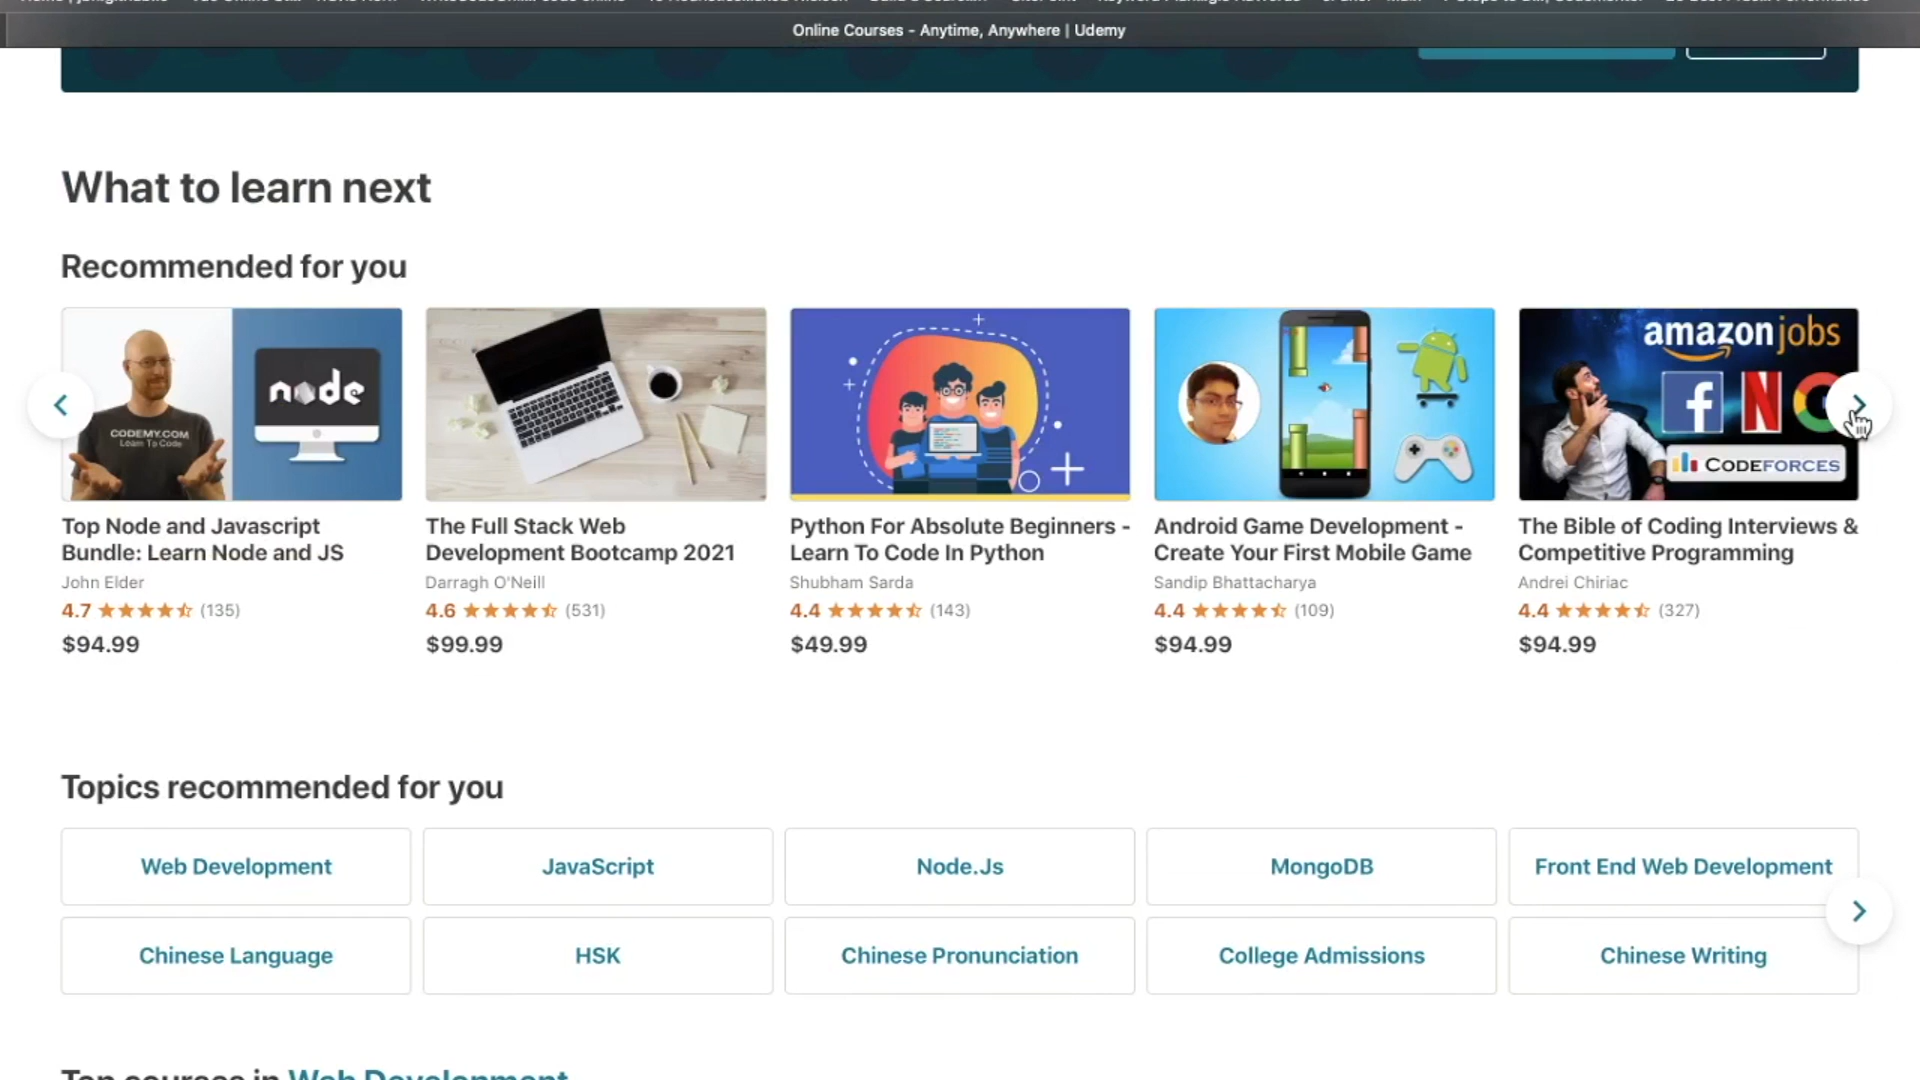 Online Courses - Anytime, Anywhere | Udemy
What to learn next
Recommended for you
CODEMY.COM
Learn To Code
node
amazon jobs
f
N
CODEFORCES
Top Node and Javascript
Bundle: Learn Node and JS
John Elder
4.7 (135)
$94.99
The Full Stack Web
Development Bootcamp 2021
Darragh O'Neill
4.6 (531)
$99.99
Python For Absolute Beginners -
Learn To Code In Python
Shubham Sarda
4.4 (143)
$49.99
Android Game Development -
Create Your First Mobile Game
Sandip Bhattacharya
4.4 (109)
$94.99
The Bible of Coding Interviews &
Competitive Programming
Andrei Chiriac
4.4 (327)
$94.99
Topics recommended for you
Web Development
JavaScript
Node.Js
MongoDB
Front End Web Development
Chinese Language
HSK
Chinese Pronunciation
College Admissions
Chinese Writing
Top courses in Web Development